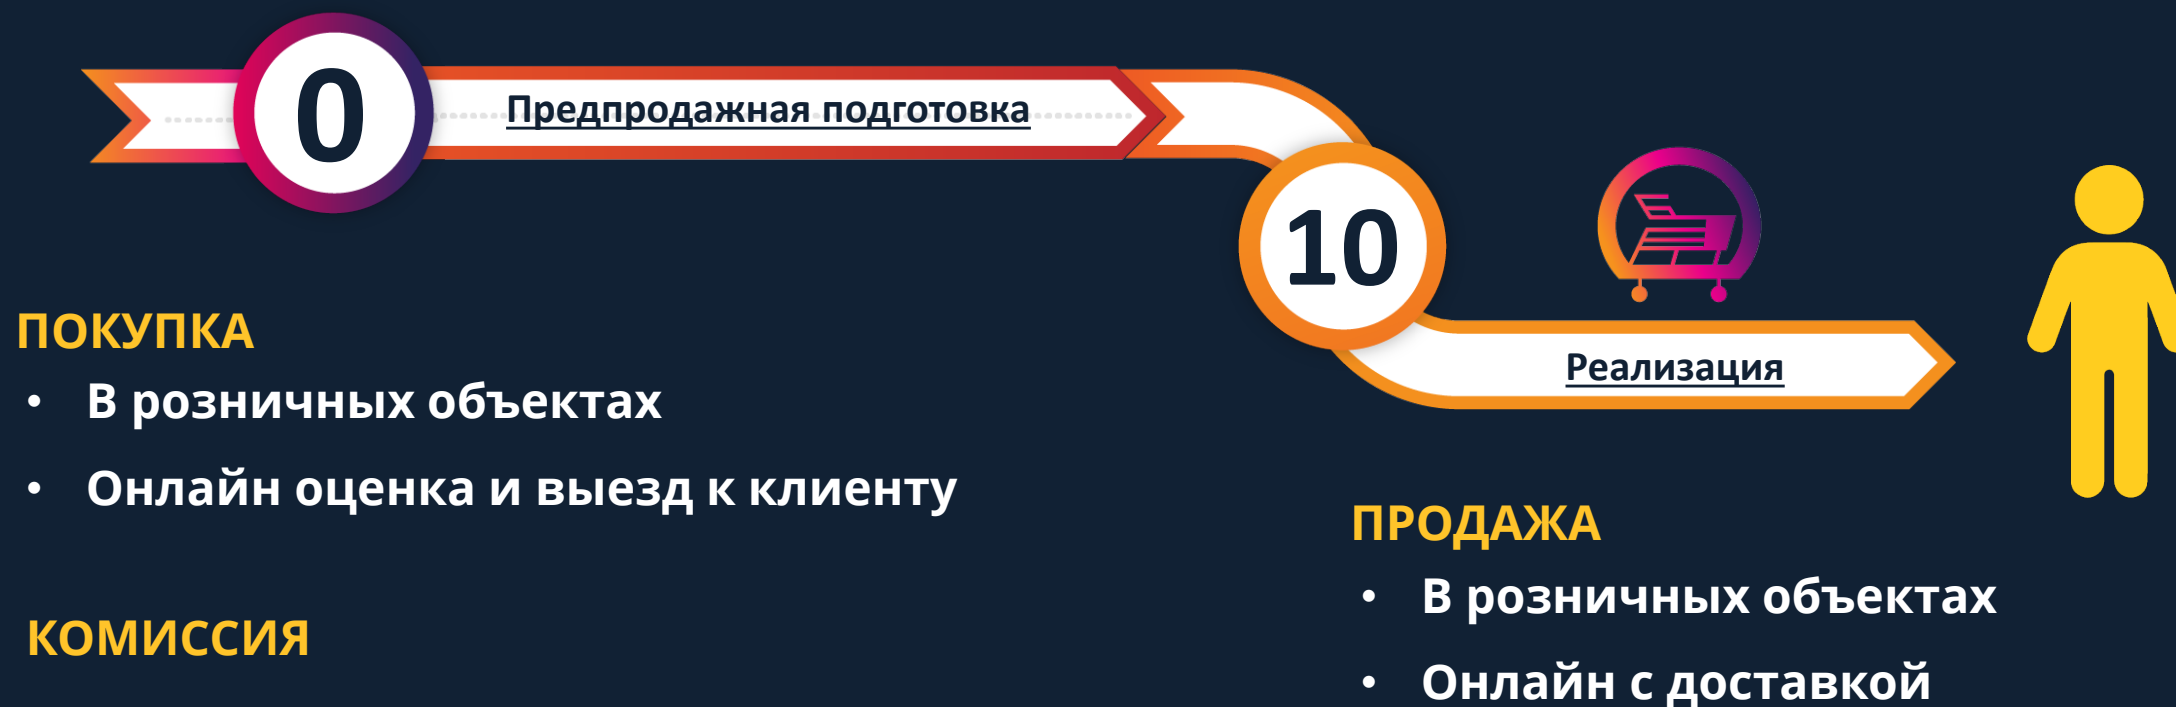 0
Предпродажная подготовка
10
Реализация
ПОКУПКА
• В розничных объектах
• Онлайн оценка и выезд к клиенту
КОМИССИЯ
ПРОДАЖА
• В розничных объектах
• Онлайн с доставкой